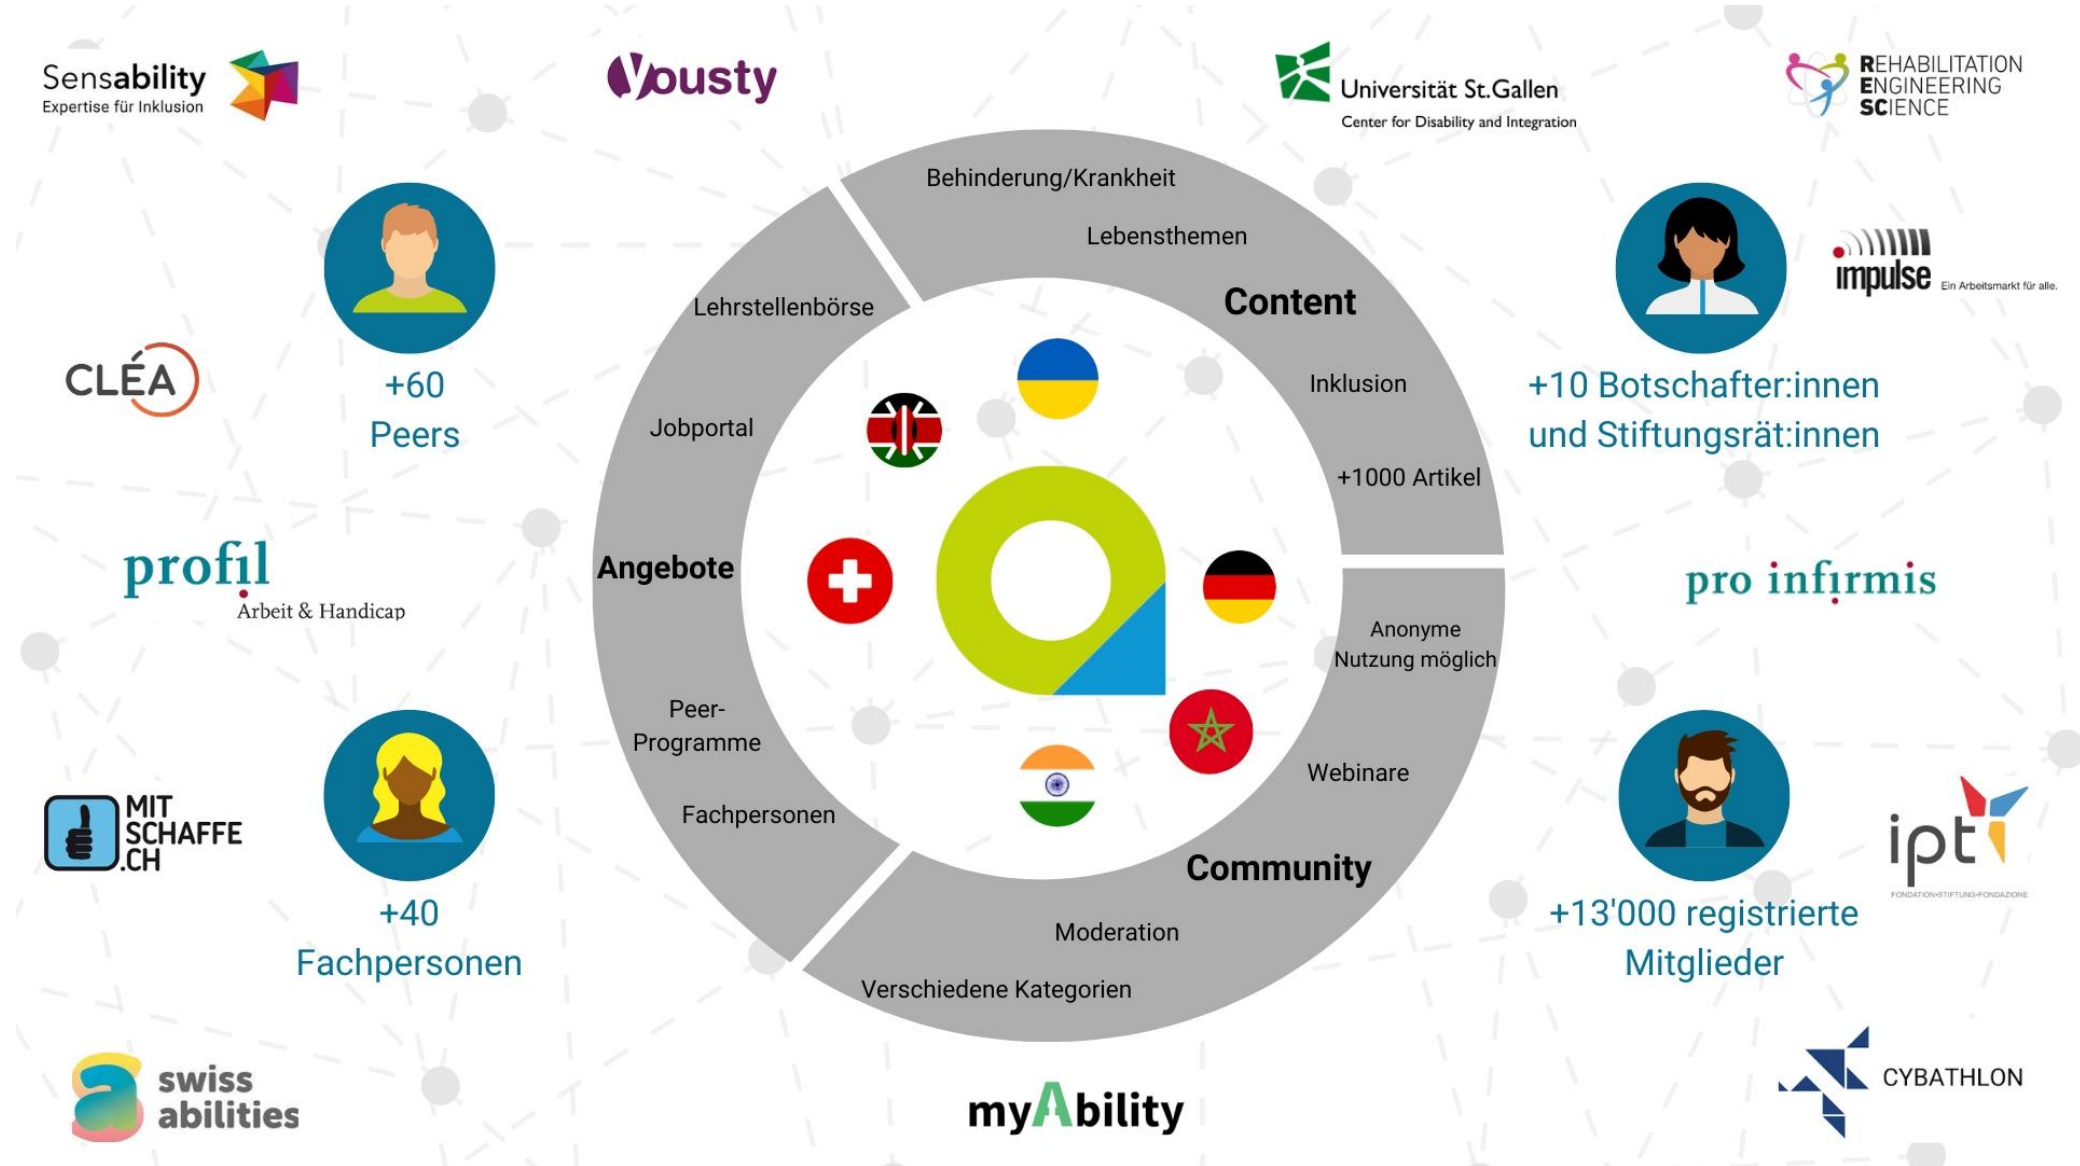 Sensability
Expertise für Inklusion
Yousty
Universität St.Gallen
Center for Disability and Integration
REHABILITATION
ENGINEERING
SCIENCE
Behinderung/Krankheit
Lebensthemen
Content
Inklusion
+1000 Artikel
Lehrstellenbörse
Jobportal
Angebote
Peer-
Programme
Fachpersonen
Anonyme
Nutzung möglich
Webinare
Community
Moderation
Verschiedene Kategorien
+60
Peers
CLÉA
profil
Arbeit & Handicap
MIT
SCHAFFE
.CH
+40
Fachpersonen
swiss
abilities
myAbility
impulse
Ein Arbeitsmarkt für alle.
+10 Botschafter:innen
und Stiftungsrät:innen
pro infirmis
ipt
FONDATION•STIFTUNG•FONDAZIONE
+13'000 registrierte
Mitglieder
CYBATHLON